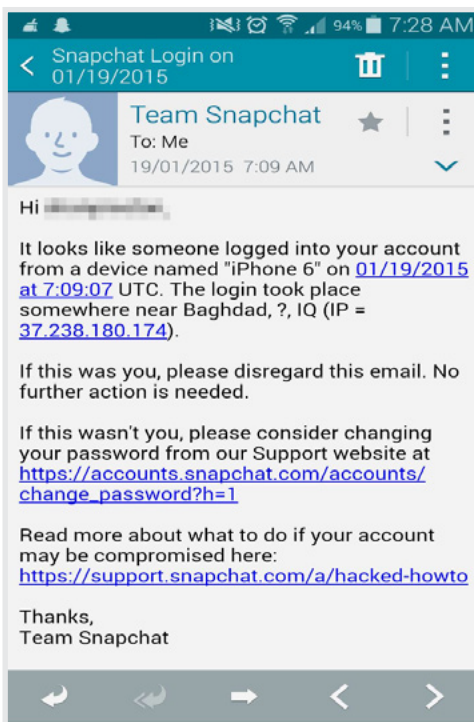 94% 7:28 AM
Snapchat Login on
01/19/2015
Team Snapchat
To: Me
19/01/2015 7:09 AM
Hi
It looks like someone logged into your account
from a device named "iPhone 6" on 01/19/2015
at 7:09:07 UTC. The login took place
somewhere near Baghdad, ?, IQ (IP =
37.238.180.174).
If this was you, please disregard this email. No
further action is needed.
If this wasn't you, please consider changing
your password from our Support website at
https://accounts.snapchat.com/accounts/
change_password?h=1
Read more about what to do if your account
may be compromised here:
https://support.snapchat.com/a/hacked-howto
Thanks,
Team Snapchat